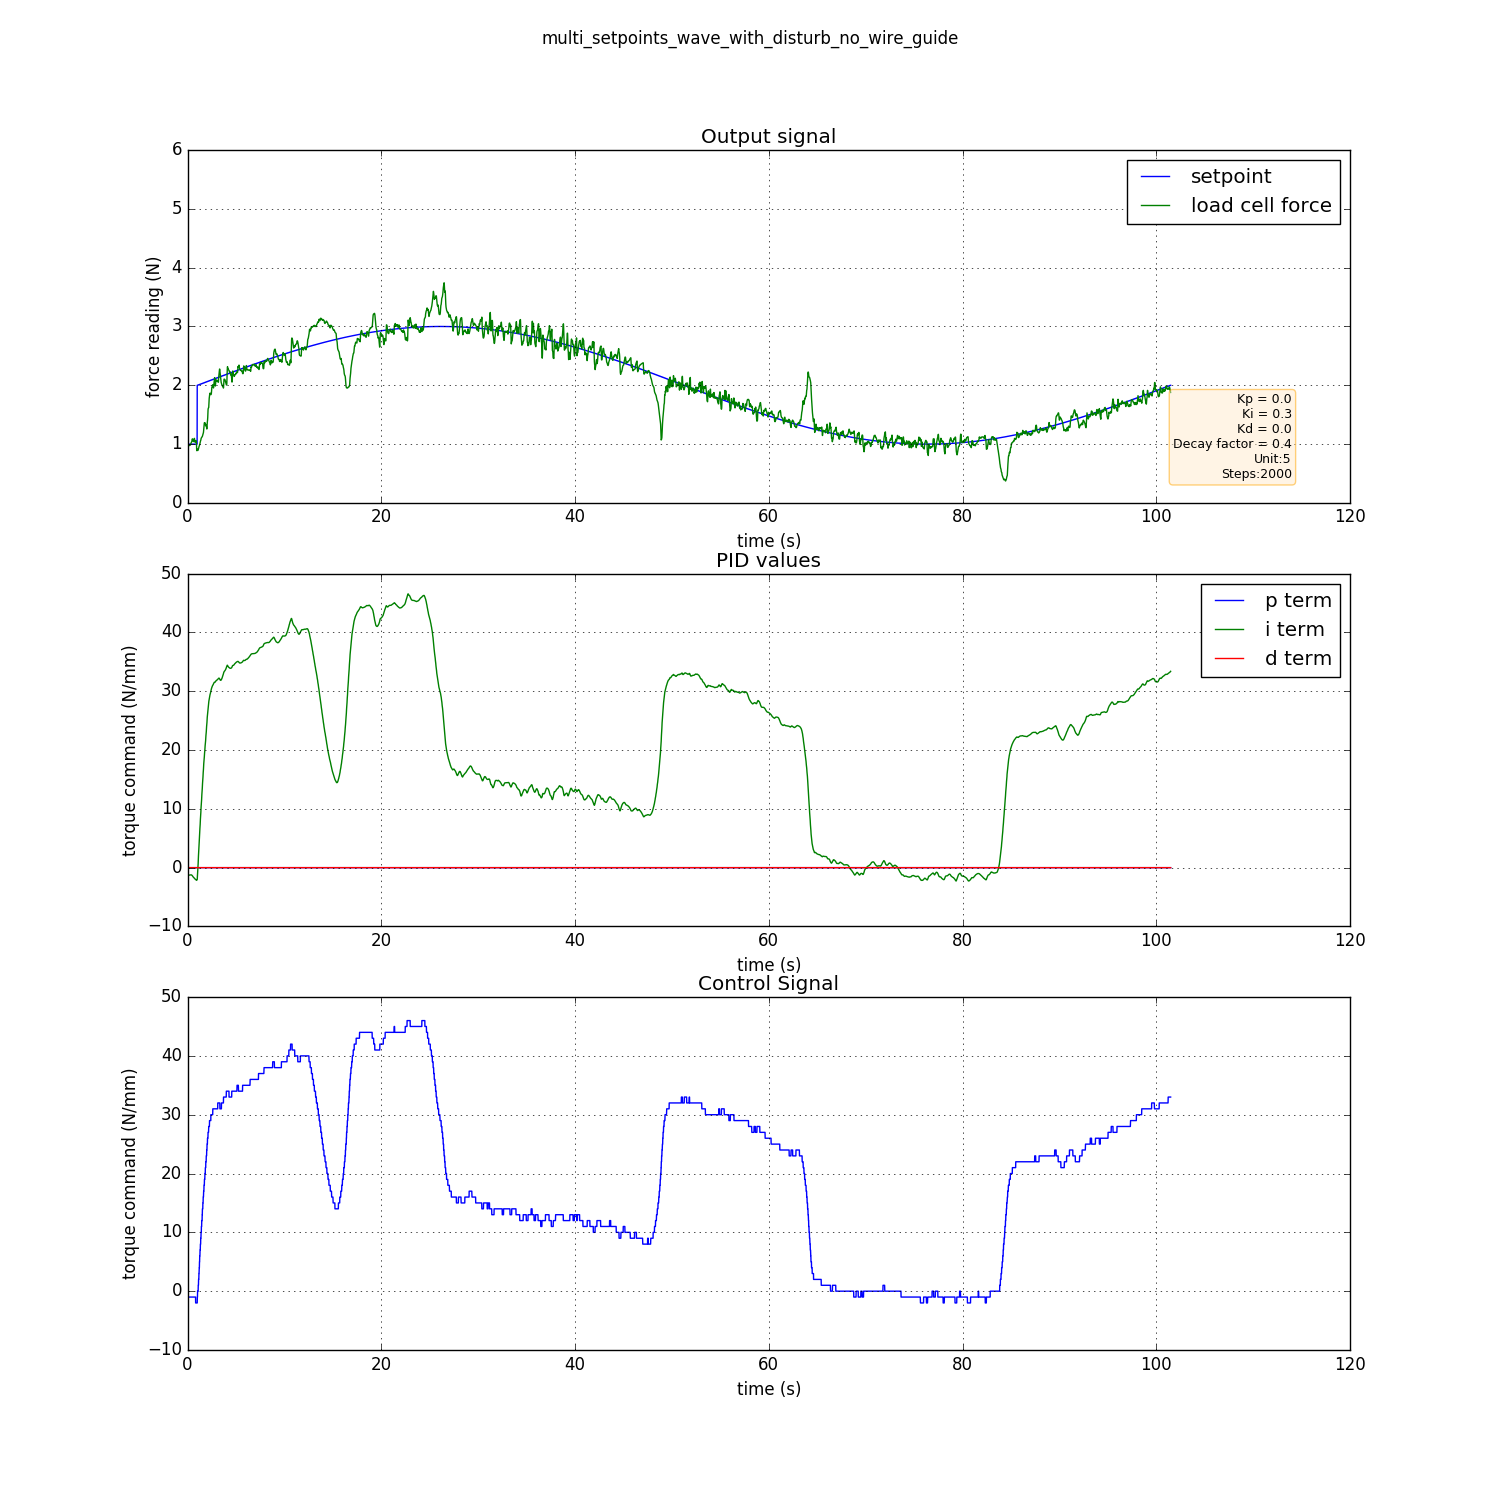 multi_setpoints_wave_with_disturb_no_wire_guide
Output signal
6
5
4
3
2
1
0
force reading (N)
setpoint
load cell force
Kp = 0.0
Ki = 0.3
Kd = 0.0
Decay factor = 0.4
Unit:5
Steps:2000
0 20 40 60 80 100 120
time (s)
PID values
50
40
30
20
10
0
−10
torque command (N/mm)
p term
i term
d term
0 20 40 60 80 100 120
time (s)
Control Signal
50
40
30
20
10
0
−10
torque command (N/mm)
0 20 40 60 80 100 120
time (s)